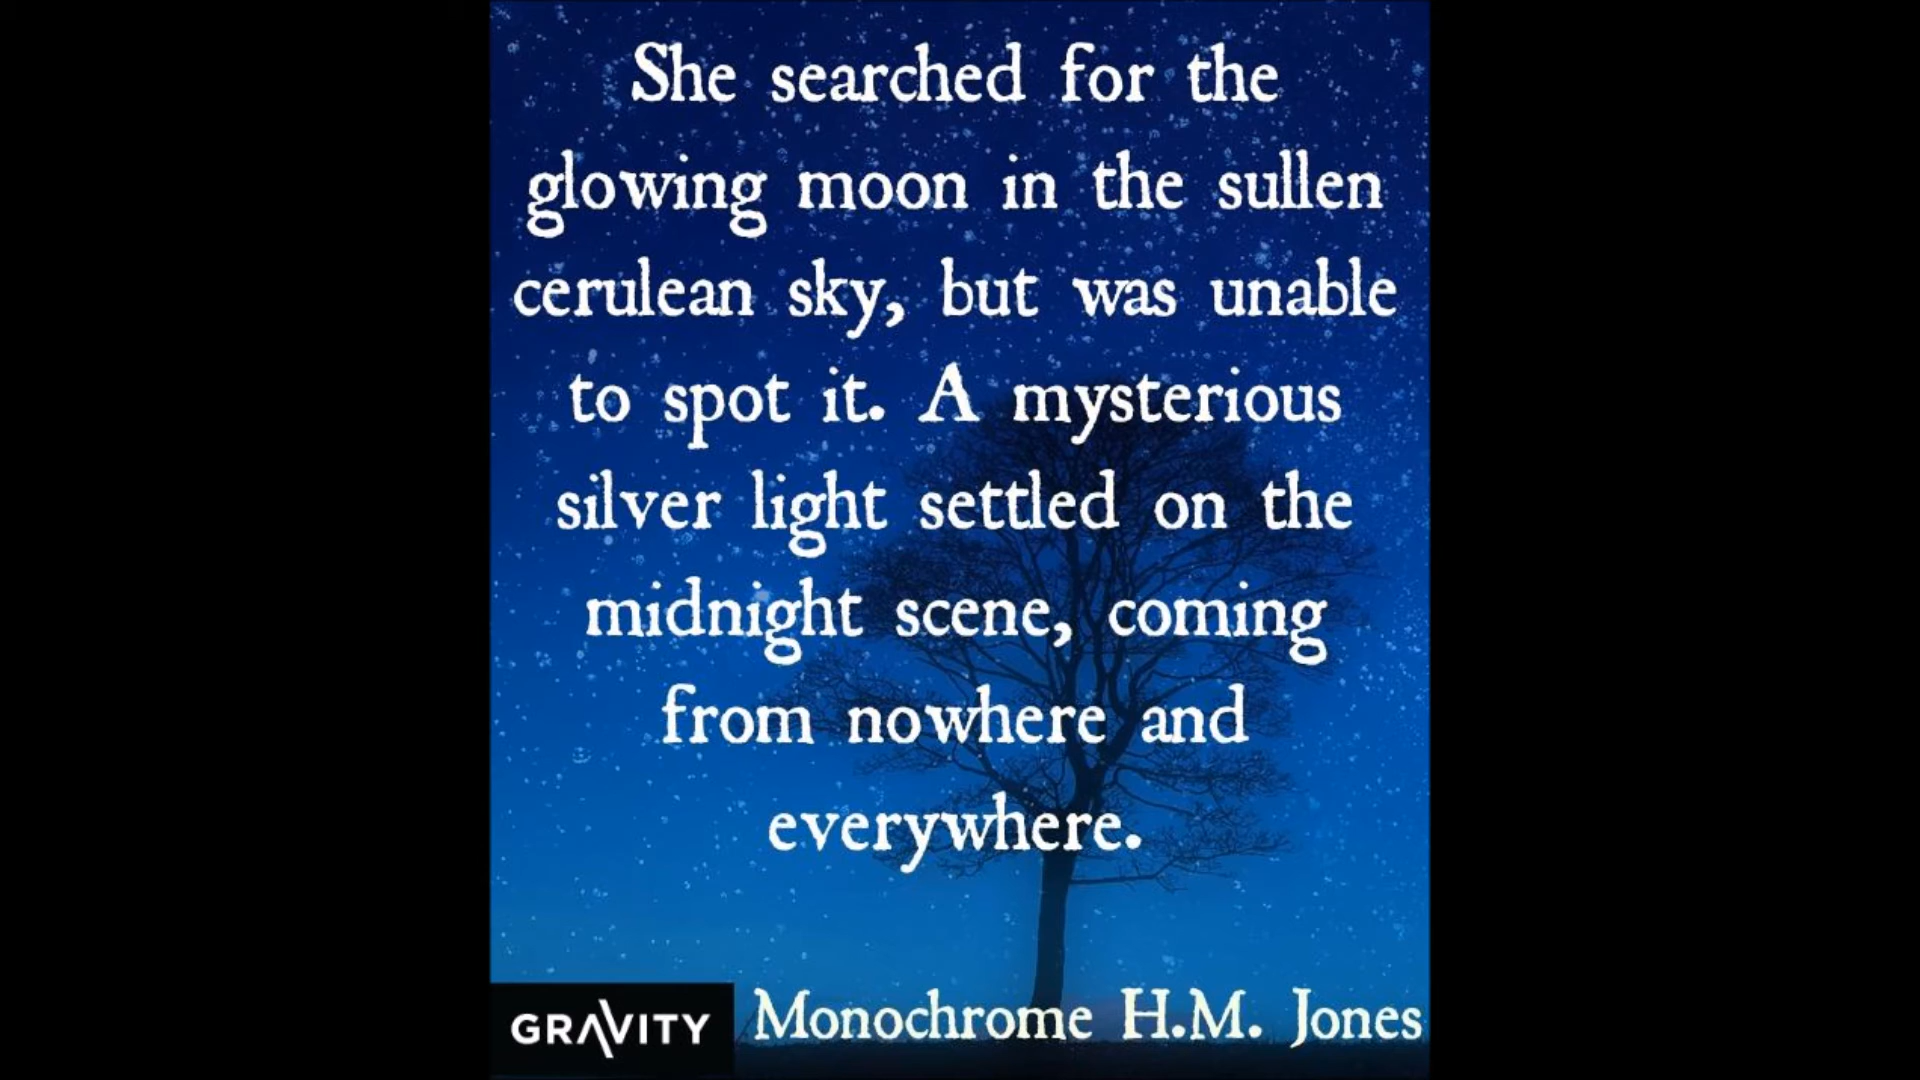 She searched for the
glowing moon in the sullen
cerulean sky, but was unable
to spot it. A mysterious
silver light settled on the
midnight scene, coming
from nowhere and
everywhere.
GRAVITY
Monochrome H.M. Jones